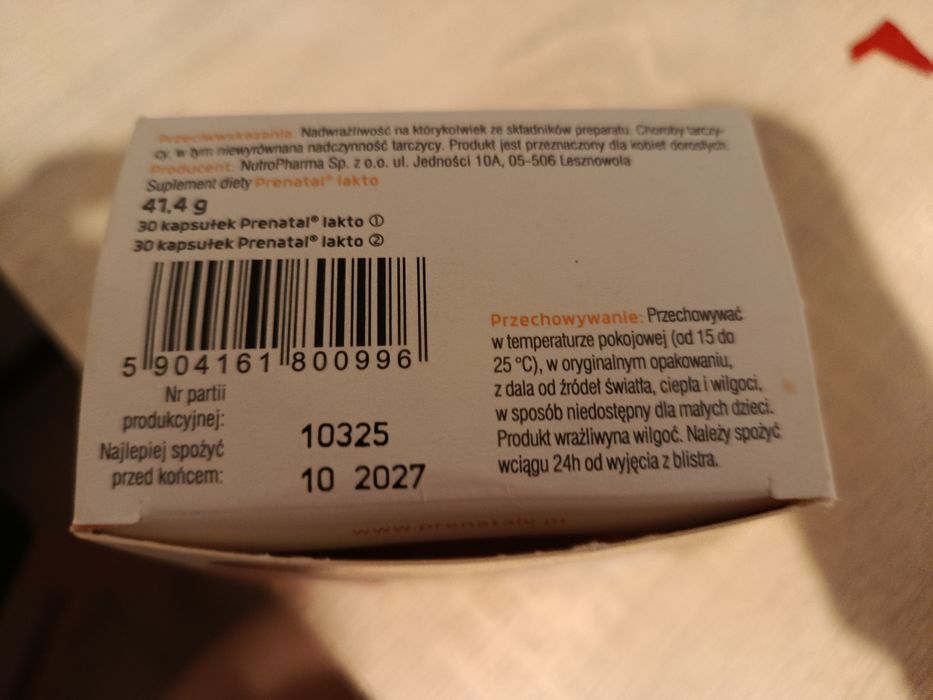 Przeciwwskazania: Nadwrażliwość na którykolwiek ze składników preparatu. Choroby tarczy-
cy, w tym niewyrównana nadczynność tarczycy. Produkt jest przeznaczony dla kobiet dorosłych.
Producent: NutroPharma Sp. z o.o. ul. Jedności 10A, 05-506 Lesznowola
Suplement diety Prenatal® lakto
41,4 g
30 kapsułek Prenatal® lakto ①
30 kapsułek Prenatal® lakto ②
5 904161 800996
Nr partii
produkcyjnej: 10325
Najlepiej spożyć
przed końcem: 10 2027
Przechowywanie: Przechowywać
w temperaturze pokojowej (od 15 do
25 °C), w oryginalnym opakowaniu,
z dala od źródeł światła, ciepła i wilgoci,
w sposób niedostępny dla małych dzieci.
Produkt wrażliwyna wilgoć. Należy spożyć
wciągu 24h od wyjęcia z blistra.
www.prenataly.pl